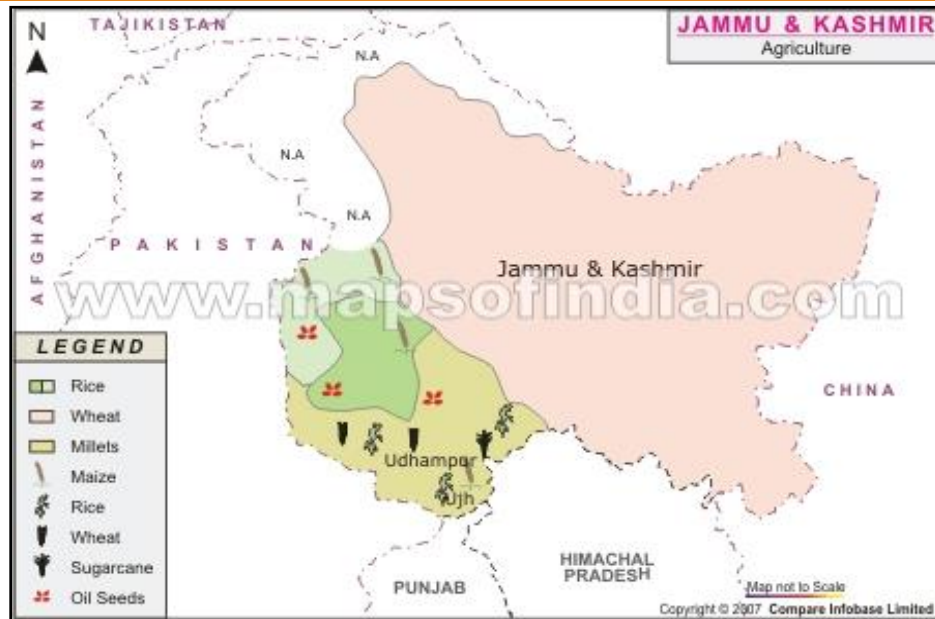 JAMMU & KASHMIR
Agriculture
N
TAJIKISTAN
N.A
AFGHANISTAN
N.A
N.A
PAKISTAN
Jammu & Kashmir
www.mapsofindia.com
CHINA
LEGEND
Rice
Wheat
Millets
Maize
Rice
Wheat
Sugarcane
Oil Seeds
Udhampur
Ujh
PUNJAB
HIMACHAL
PRADESH
Map not to Scale
Copyright © 2007 Compare Infobase Limited